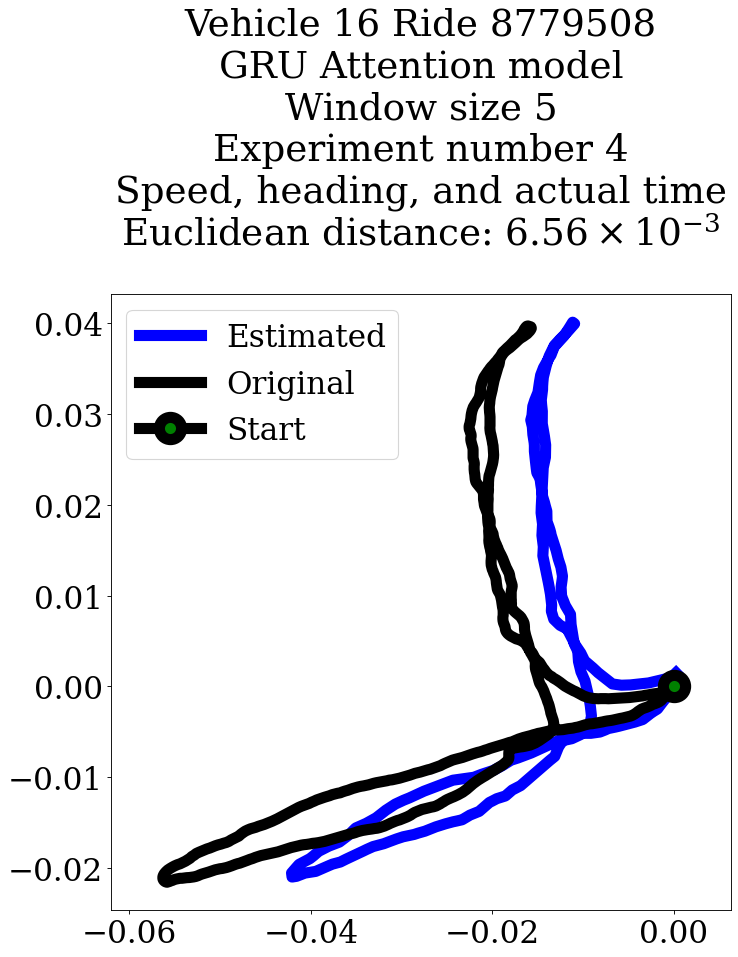 Vehicle 16 Ride 8779508
GRU Attention model
Window size 5
Experiment number 4
Speed, heading, and actual time
Euclidean distance: 6.56 × 10⁻³
Estimated
Original
Start
0.04
0.03
0.02
0.01
0.00
−0.01
−0.02
−0.06 −0.04 −0.02 0.00